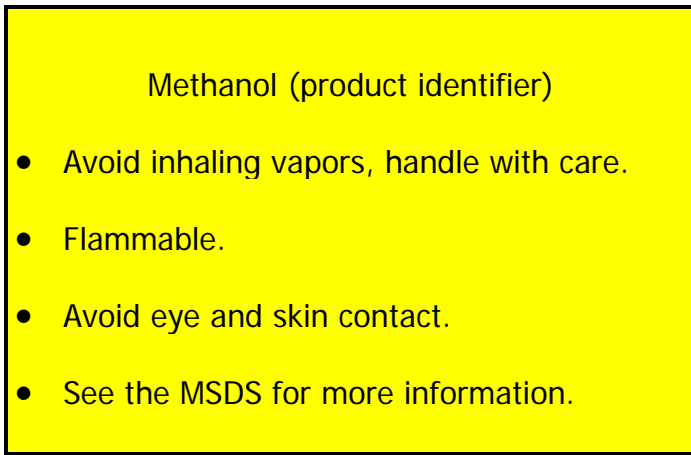 Methanol (product identifier)
• Avoid inhaling vapors, handle with care.
• Flammable.
• Avoid eye and skin contact.
• See the MSDS for more information.